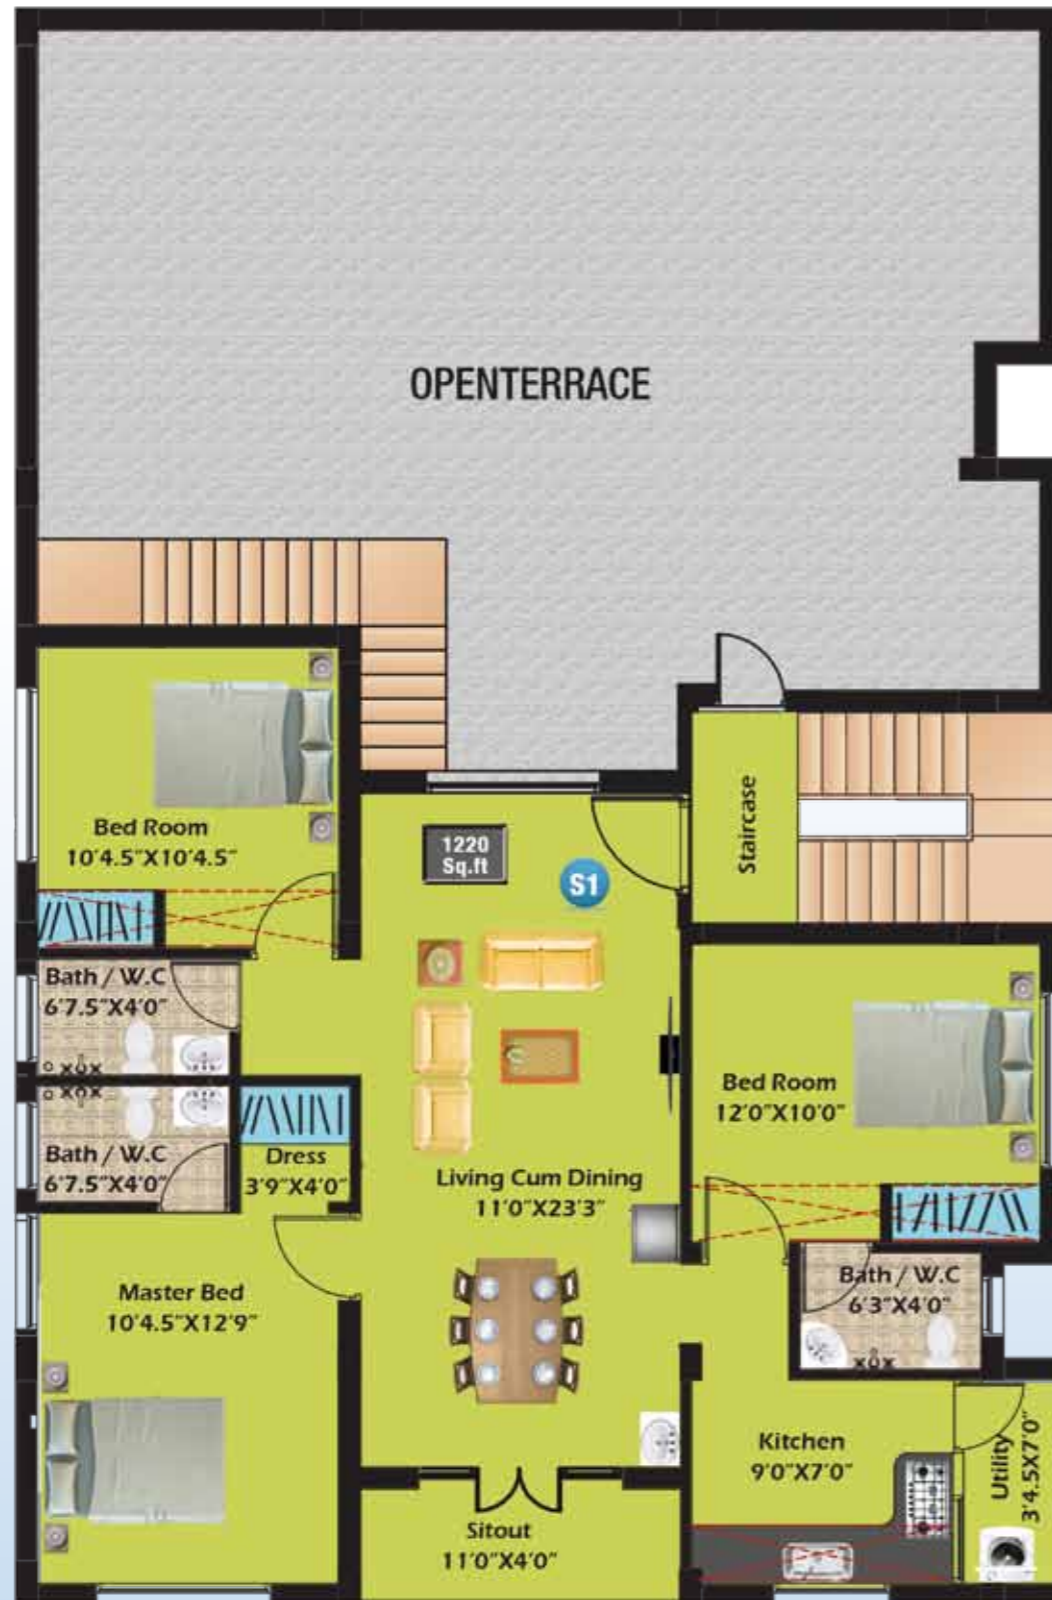 OPENTERRACE
Bed Room
10'4.5"X10'4.5"
1220
Sq.ft
S1
Staircase
Bath / W.C
6'7.5"X4'0"
Bath / W.C
6'7.5"X4'0"
Dress
3'9"X4'0"
Living Cum Dining
11'0"X23'3"
Bed Room
12'0"X10'0"
Master Bed
10'4.5"X12'9"
Bath / W.C
6'3"X4'0"
Kitchen
9'0"X7'0"
Utility
3'4.5X7'0"
Sitout
11'0"X4'0"